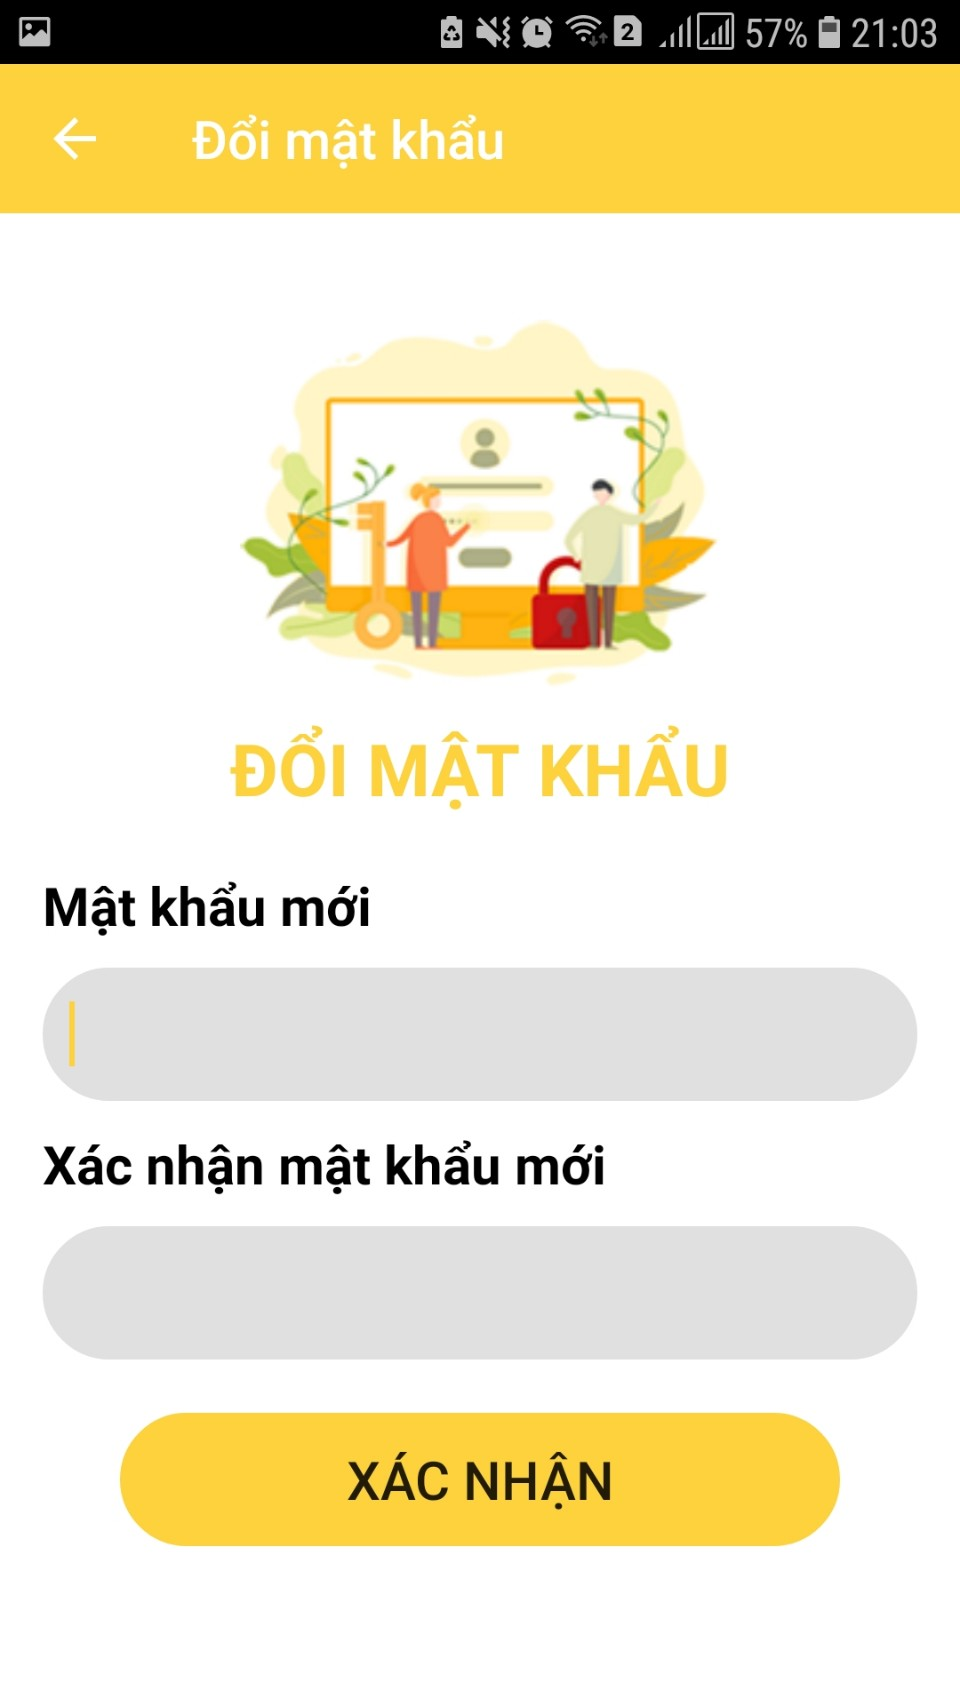 2 57% 21:03
Đổi mật khẩu
ĐỔI MẬT KHẨU
Mật khẩu mới
Xác nhận mật khẩu mới
XÁC NHẬN